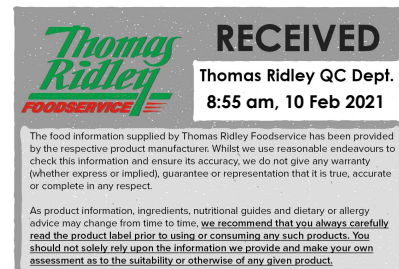 Thomas
Ridley
FOODSERVICE
RECEIVED
Thomas Ridley QC Dept.
8:55 am, 10 Feb 2021
The food information supplied by Thomas Ridley Foodservice has been provided
by the respective product manufacturer. Whilst we use reasonable endeavours to
check this information and ensure its accuracy, we do not give any warranty
(whether express or implied), guarantee or representation that it is true, accurate
or complete in any respect.
As product information, ingredients, nutritional guides and dietary or allergy
advice may change from time to time, we recommend that you always carefully
read the product label prior to using or consuming any such products. You
should not solely rely upon the information we provide and make your own
assessment as to the suitability or otherwise of any given product.